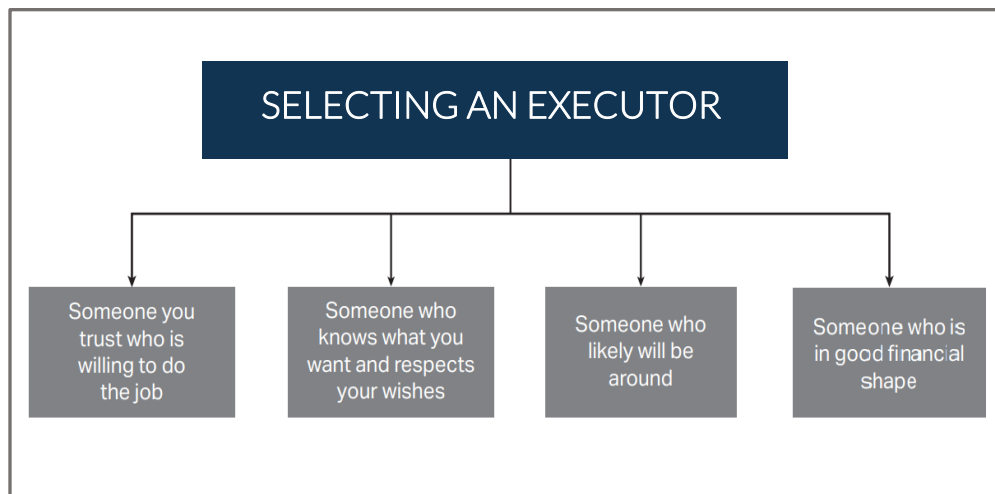 SELECTING AN EXECUTOR
Someone you
trust who is
willing to do
the job
Someone who
knows what you
want and respects
your wishes
Someone who
likely will be
around
Someone who is
in good financial
shape